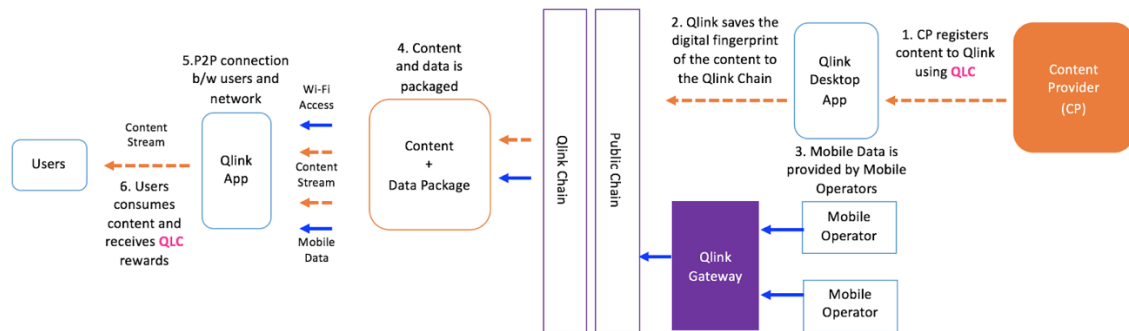 1. CP registers
content to Qlink
using QLC
Content
Provider
(CP)
Qlink
Desktop
App
2. Qlink saves the
digital fingerprint
of the content to
the Qlink Chain
3. Mobile Data is
provided by Mobile
Operators
Mobile
Operator
Mobile
Operator
Qlink
Gateway
Public Chain
Qlink Chain
4. Content
and data is
packaged
Content
+
Data Package
5.P2P connection
b/w users and
network
Wi-Fi
Access
Content
Stream
Mobile
Data
Qlink
App
Content
Stream
6. Users
consumes
content and
receives QLC
rewards
Users